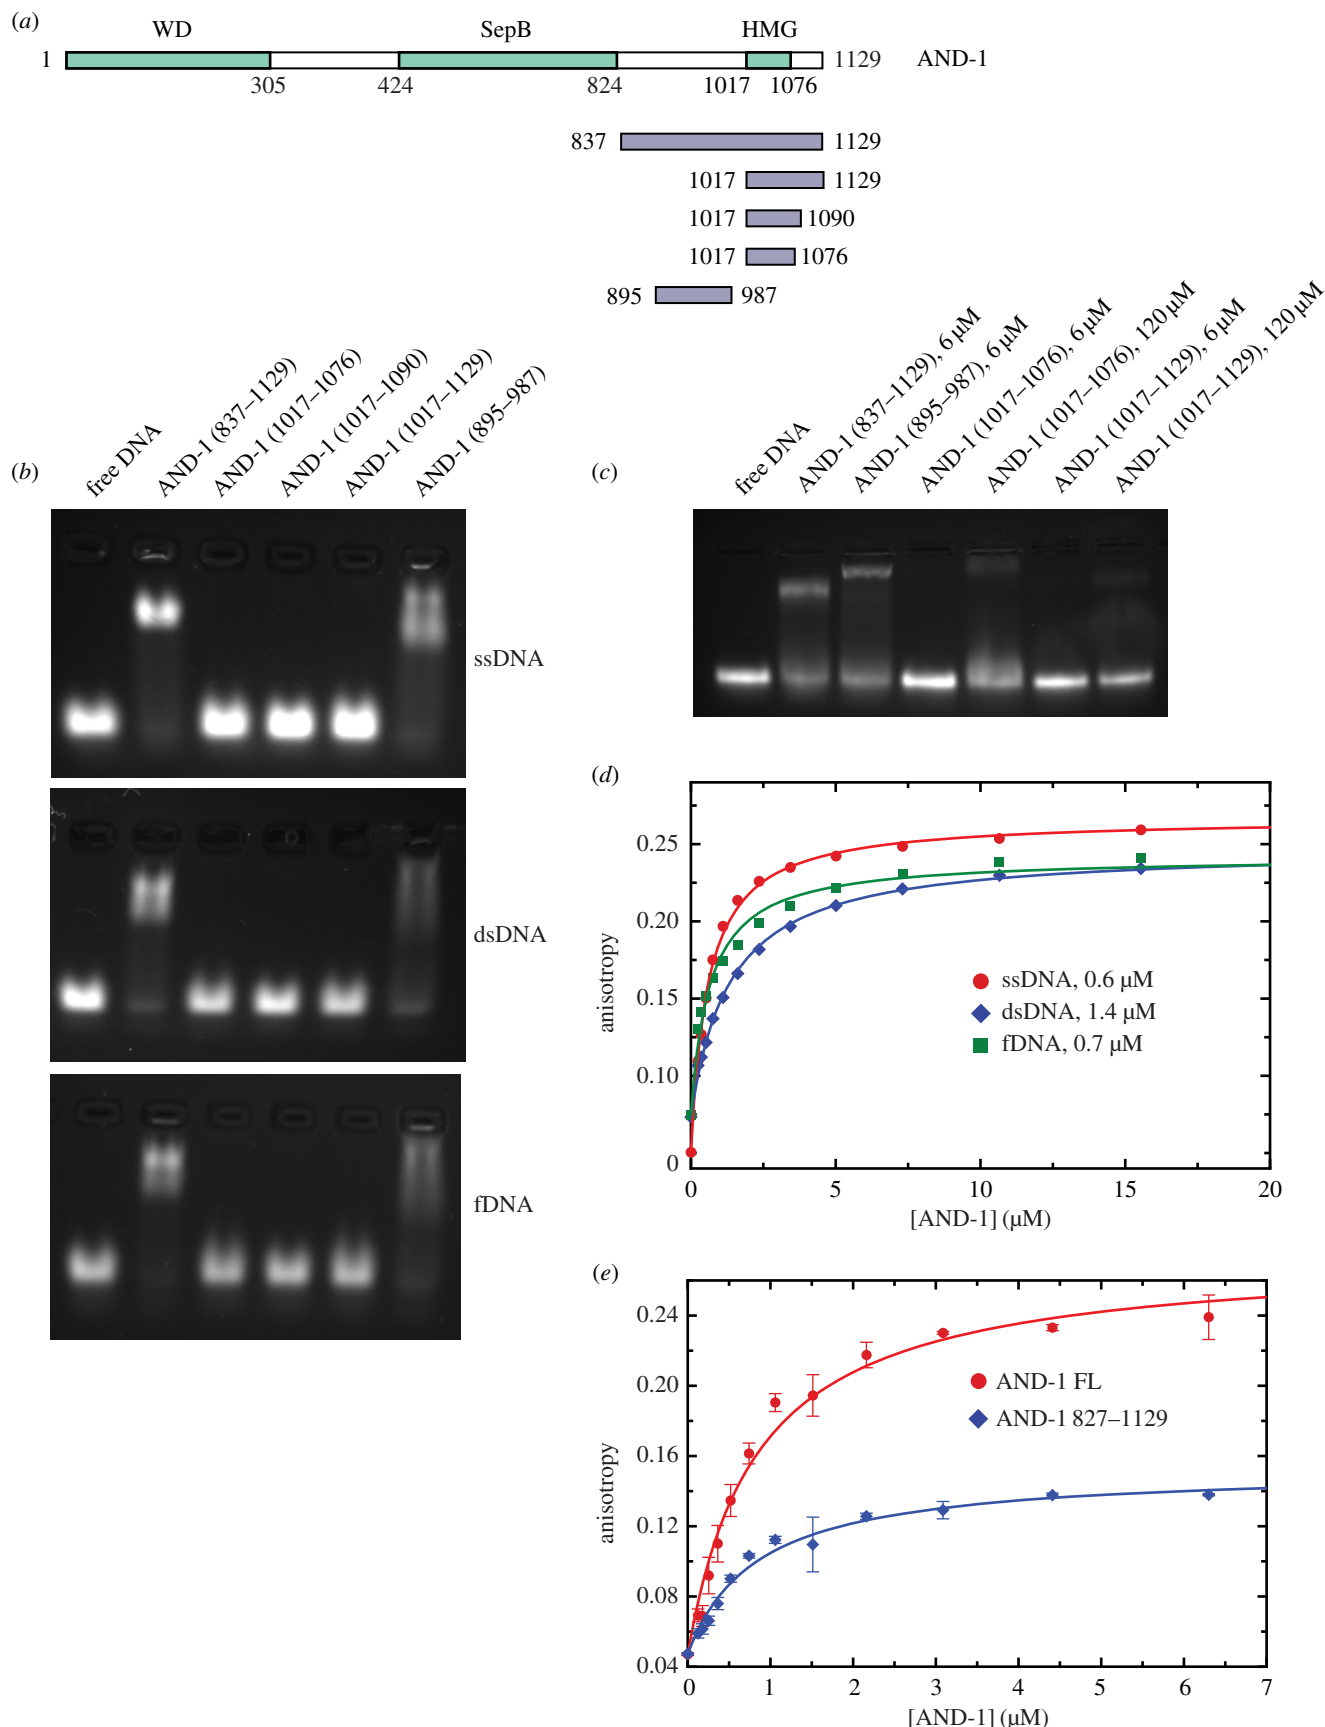 (a)
WD SepB HMG
1 1129 AND-1
305 424 824 1017 1076
837 1129
1017 1129
1017 1090
1017 1076
895 987
(b)
free DNA
AND-1 (837–1129)
AND-1 (1017–1076)
AND-1 (1017–1090)
AND-1 (1017–1129)
AND-1 (895–987)
ssDNA
dsDNA
fDNA
(c)
free DNA
AND-1 (837–1129), 6 µM
AND-1 (895–987), 6 µM
AND-1 (1017–1076), 6 µM
AND-1 (1017–1076), 120 µM
AND-1 (1017–1129), 6 µM
AND-1 (1017–1129), 120 µM
(d)
0.25
0.20
0.15
0.10
0
anisotropy
ssDNA, 0.6 µM
dsDNA, 1.4 µM
fDNA, 0.7 µM
0 5 10 15 20
[AND-1] (µM)
(e)
0.24
0.20
0.16
0.12
0.08
0.04
anisotropy
AND-1 FL
AND-1 827–1129
0 1 2 3 4 5 6 7
[AND-1] (µM)